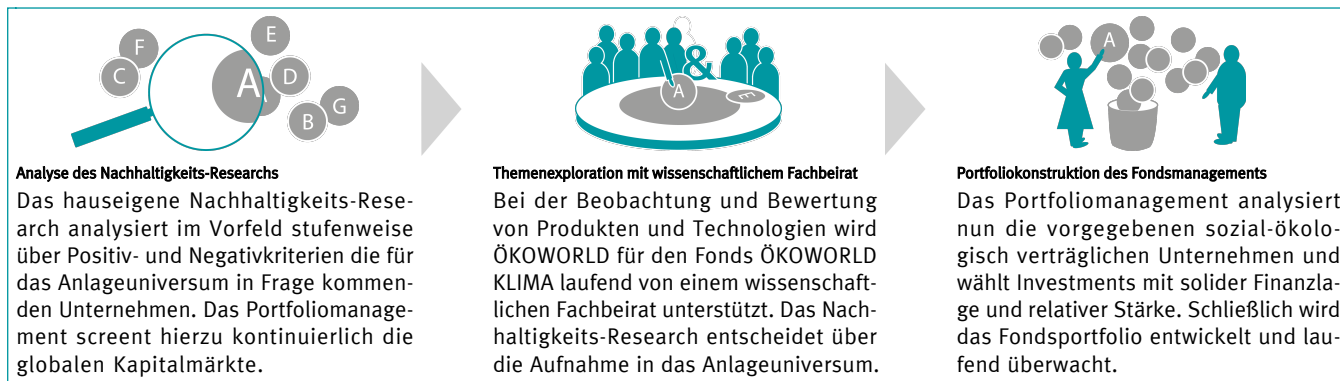 F
C
A
A
E
D
B
G
&
A
E
A
Analyse des Nachhaltigkeits-Researchs
Das hauseigene Nachhaltigkeits-Rese-
arch analysiert im Vorfeld stufenweise
über Positiv- und Negativkriterien die für
das Anlageuniversum in Frage kommen-
den Unternehmen. Das Portfoliomanage-
ment screent hierzu kontinuierlich die
globalen Kapitalmärkte.
Themenexploration mit wissenschaftlichem Fachbeirat
Bei der Beobachtung und Bewertung
von Produkten und Technologien wird
ÖKOWORLD für den Fonds ÖKOWORLD
KLIMA laufend von einem wissenschaft-
lichen Fachbeirat unterstützt. Das Nach-
haltigkeits-Research entscheidet über
die Aufnahme in das Anlageuniversum.
Portfoliokonstruktion des Fondsmanagements
Das Portfoliomanagement analysiert
nun die vorgegebenen sozial-ökolo-
gisch verträglichen Unternehmen und
wählt Investments mit solider Finanzla-
ge und relativer Stärke. Schließlich wird
das Fondsportfolio entwickelt und lau-
fend überwacht.